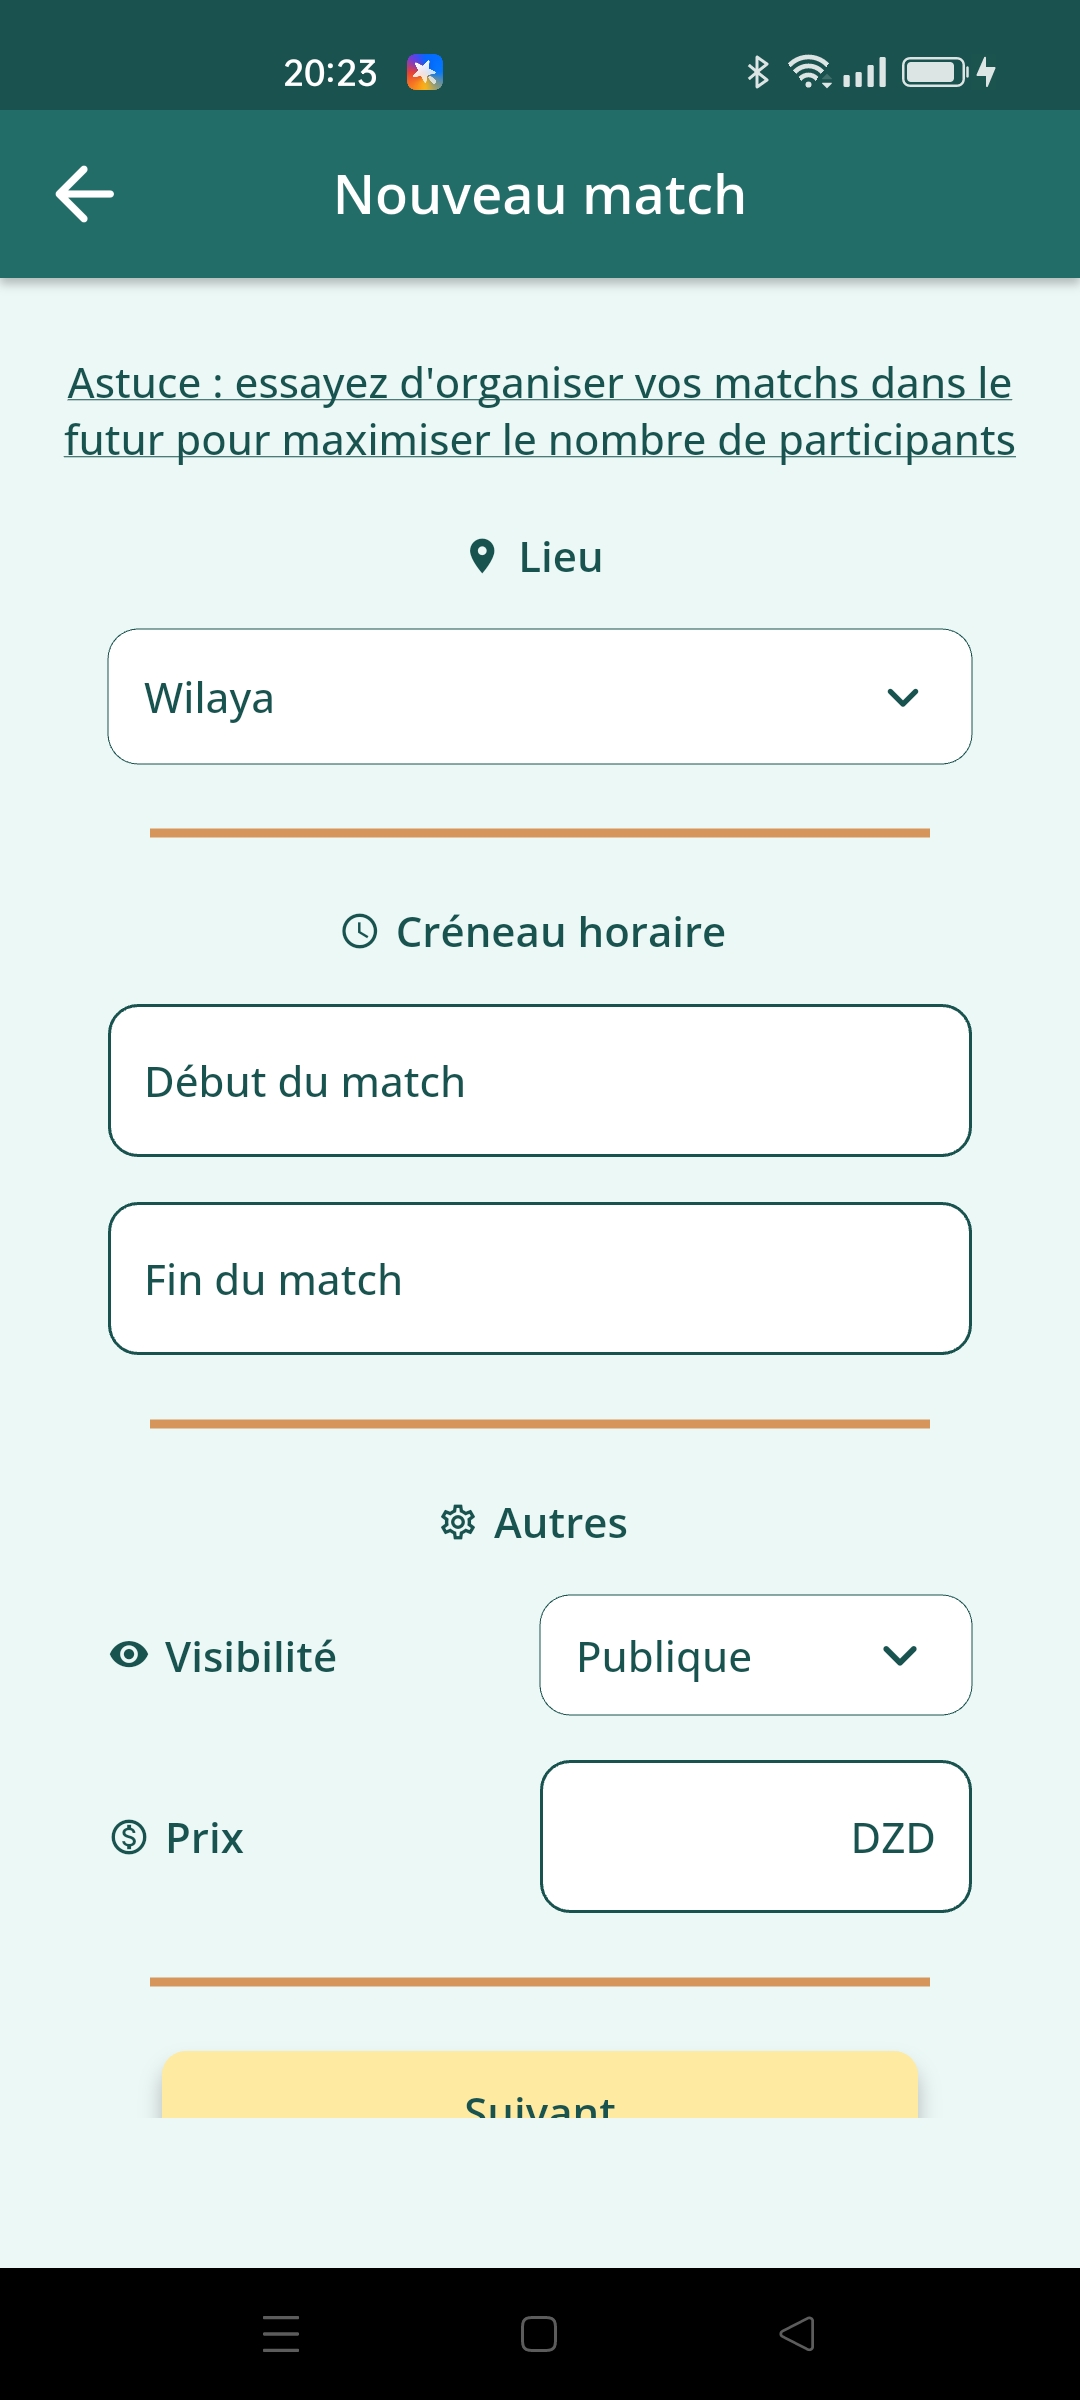 20:23
Nouveau match
Astuce : essayez d'organiser vos matchs dans le
futur pour maximiser le nombre de participants
Lieu
Wilaya
Créneau horaire
Début du match
Fin du match
Autres
Visibilité
Publique
Prix
DZD
Suivant